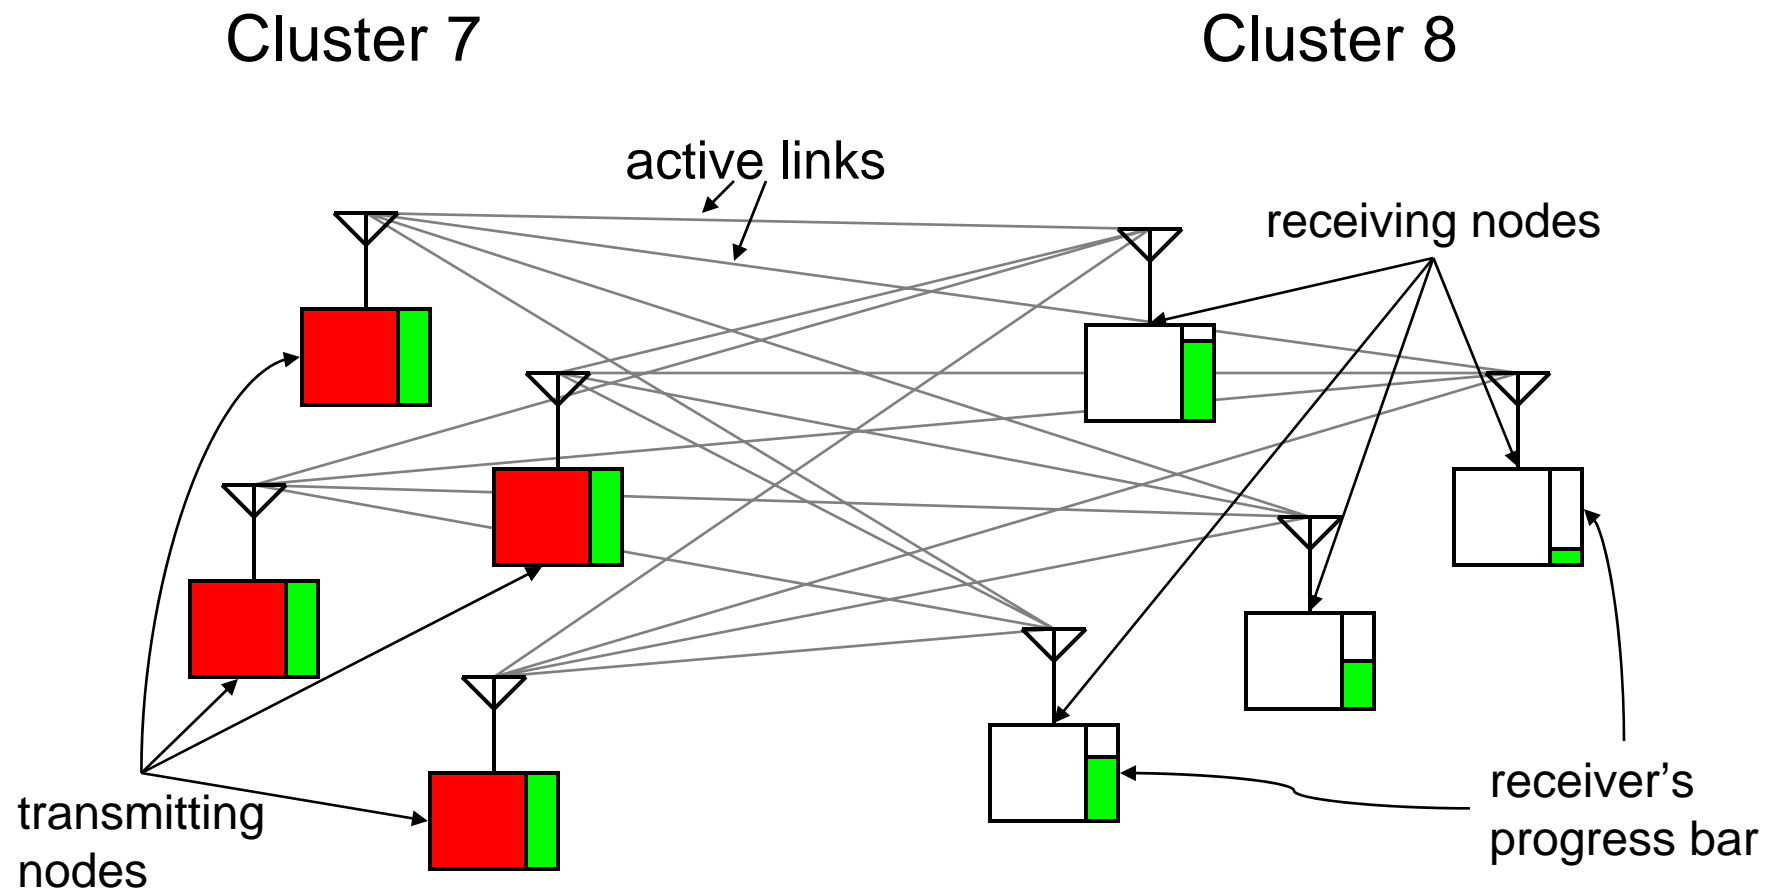 Cluster 7
Cluster 8
active links
receiving nodes
transmitting
nodes
receiver’s
progress bar